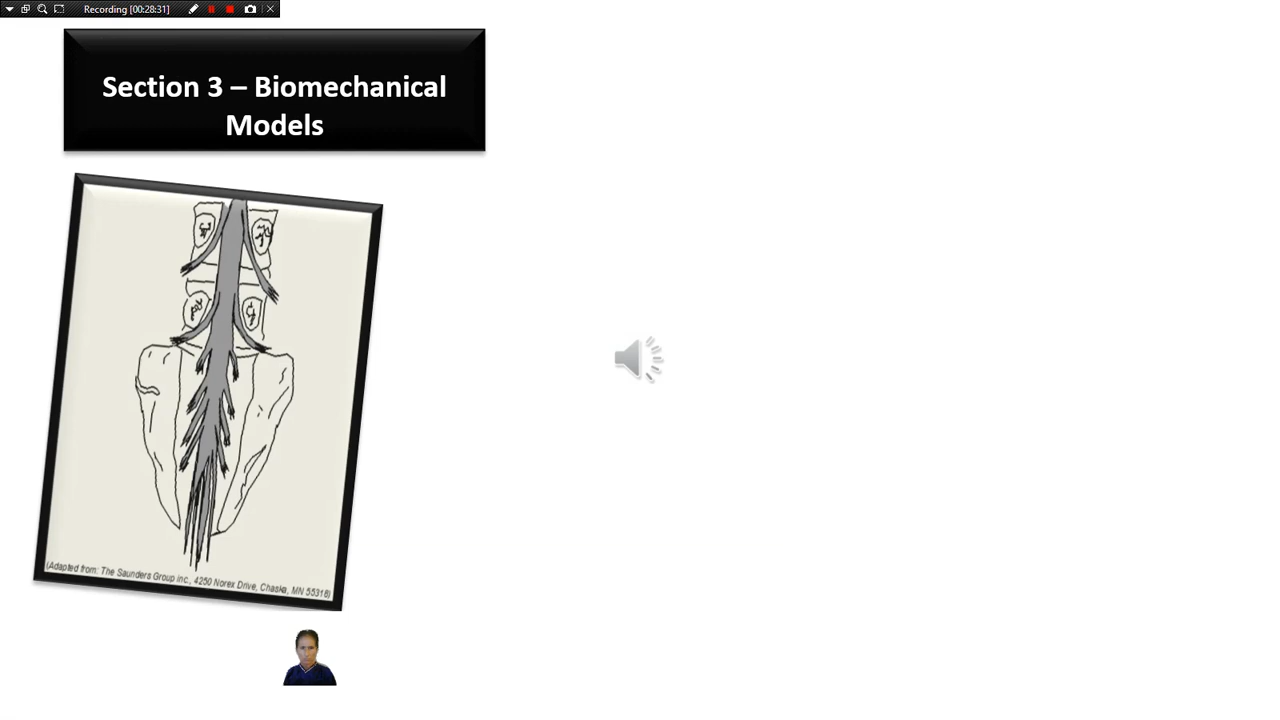 Recording [00:28:31]
Section 3 – Biomechanical
Models
(Adapted from: The Saunders Group inc., 4250 Norex Drive, Chaska, MN 55318)